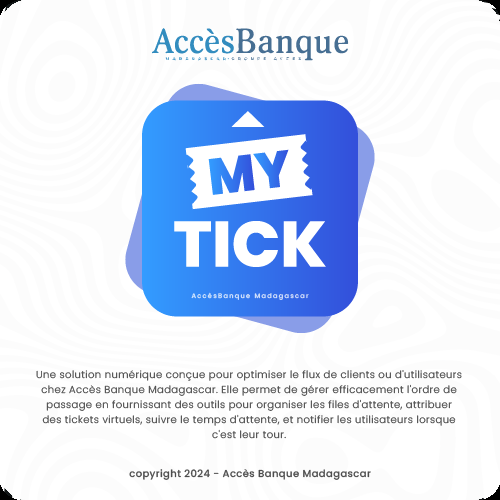 AccèsBanque
MADAGASCAR-GROUPE ACCES
MY
TICK
AccèsBanque Madagascar
Une solution numérique conçue pour optimiser le flux de clients ou d'utilisateurs
chez Accès Banque Madagascar. Elle permet de gérer efficacement l'ordre de
passage en fournissant des outils pour organiser les files d'attente, attribuer
des tickets virtuels, suivre le temps d'attente, et notifier les utilisateurs lorsque
c'est leur tour.
copyright 2024 - Accès Banque Madagascar